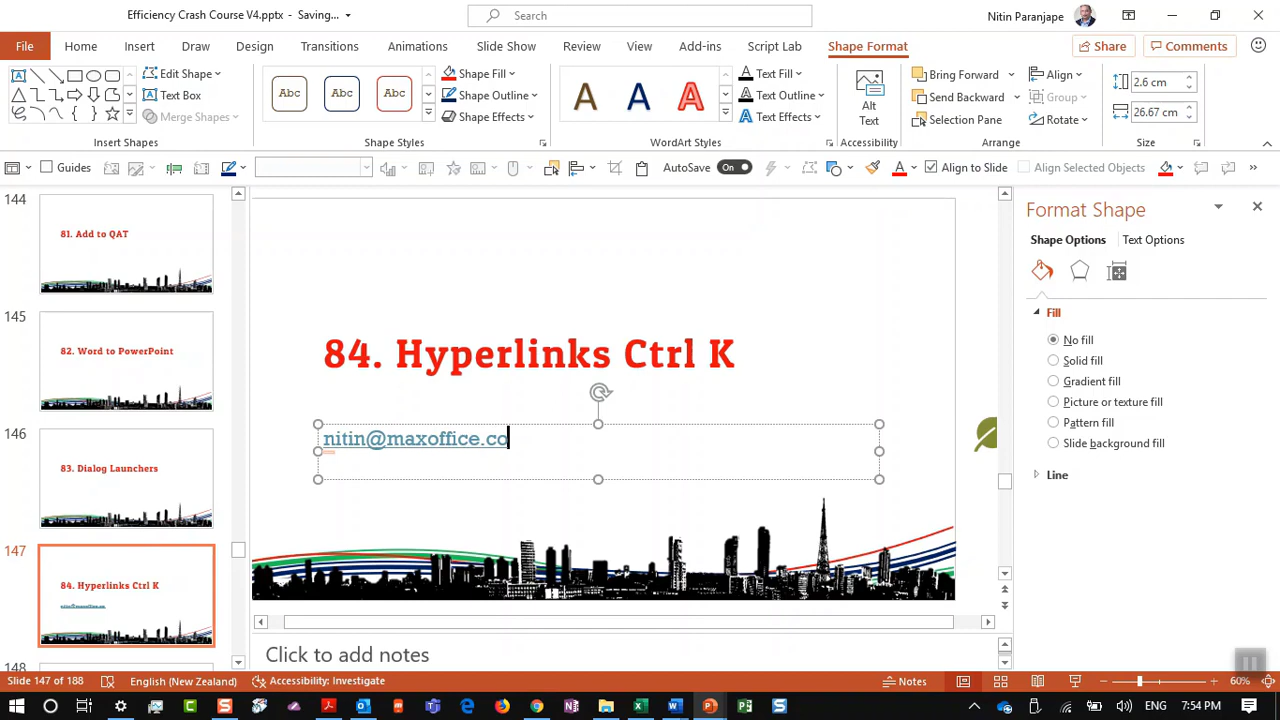 Efficiency Crash Course V4.pptx - Saving...
Search
Nitin Paranjape
File Home Insert Draw Design Transitions Animations Slide Show Review View Add-ins Script Lab Shape Format
Share Comments
Edit Shape
Text Box
Merge Shapes
Insert Shapes
Abc Abc Abc
Shape Fill
Shape Outline
Shape Effects
Shape Styles
A A A
Text Fill
Text Outline
Text Effects
WordArt Styles
Alt
Text
Accessibility
Bring Forward
Send Backward
Selection Pane
Align
Group
Rotate
Arrange
2.6 cm
26.67 cm
Size
Guides
AutoSave On
Align to Slide
Align Selected Objects
144
81. Add to QAT
145
82. Word to PowerPoint
146
83. Dialog Launchers
147
84. Hyperlinks Ctrl K
nitin@maxoffice.co
148
84. Hyperlinks Ctrl K
nitin@maxoffice.co
Click to add notes
Format Shape
Shape Options Text Options
Fill
No fill
Solid fill
Gradient fill
Picture or texture fill
Pattern fill
Slide background fill
Line
Slide 147 of 188 English (New Zealand) Accessibility: Investigate
Notes
60%
ENG 7:54 PM